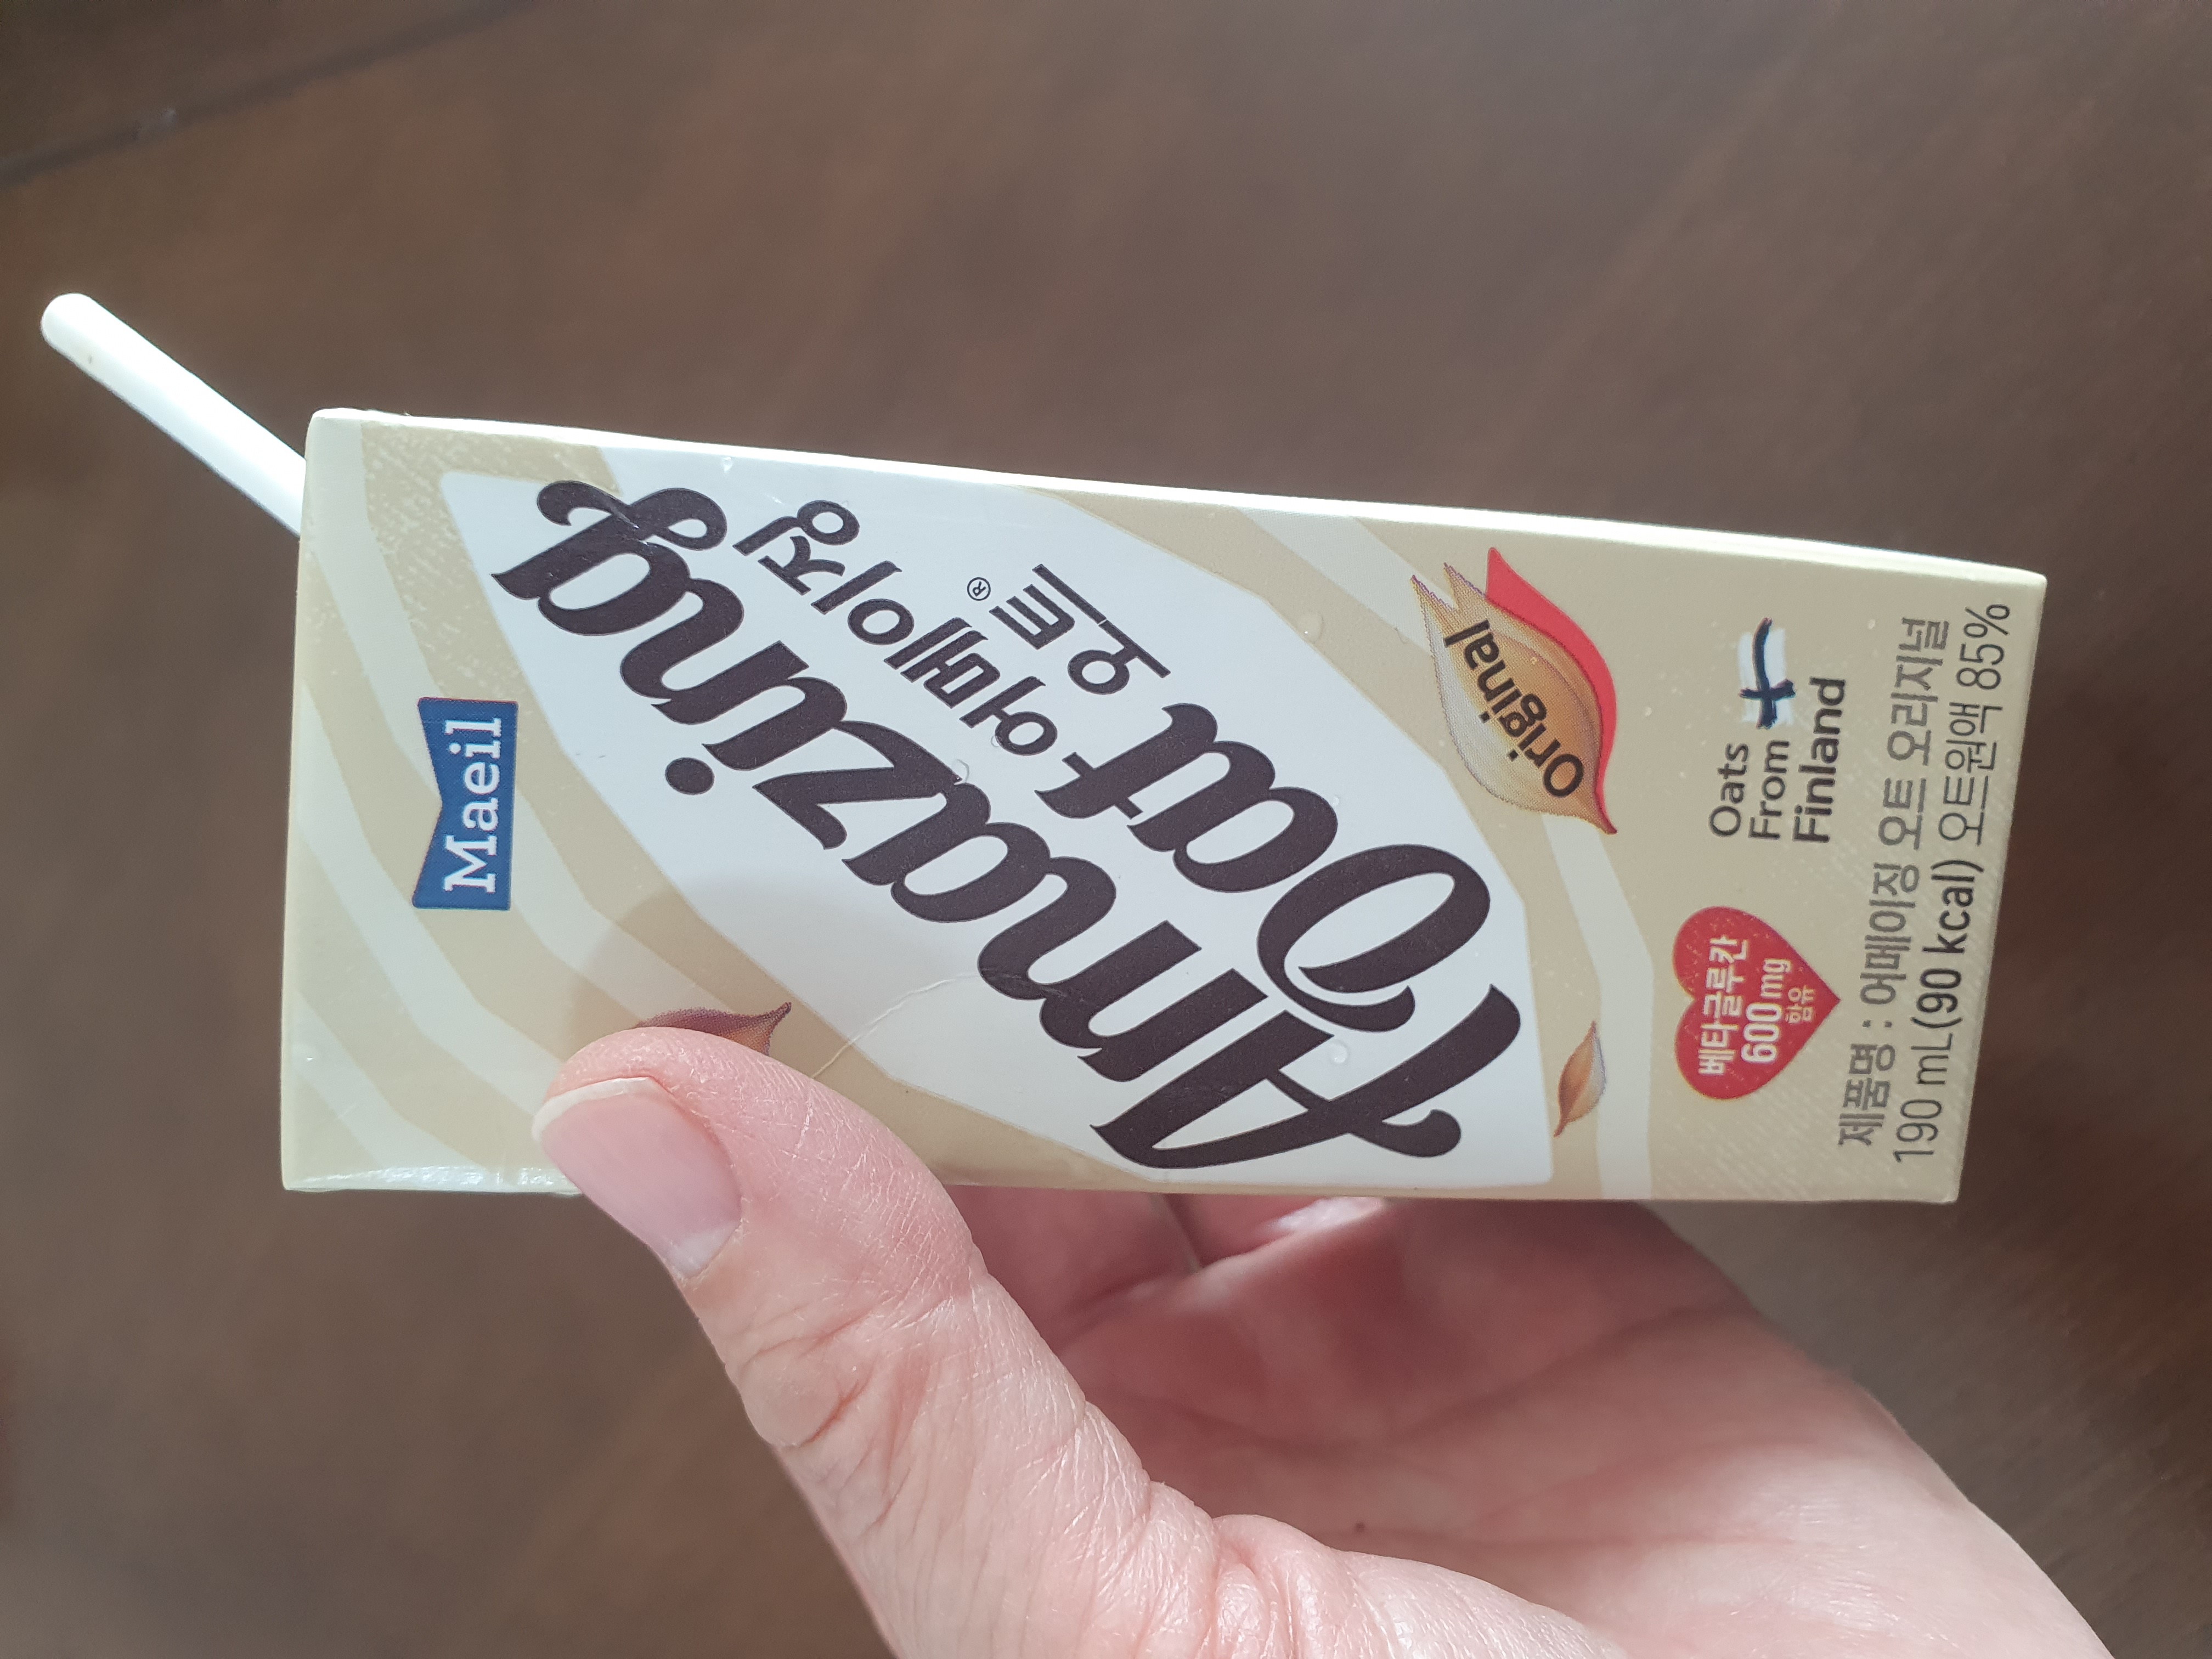 Maeil
Amazing
Oat
어메이징
오트®
Original
Oats
From
Finland
베타글루칸
600mg
함유
제품명 : 어메이징 오트 오리지널
190 mL(90 kcal) 오트원액 85%